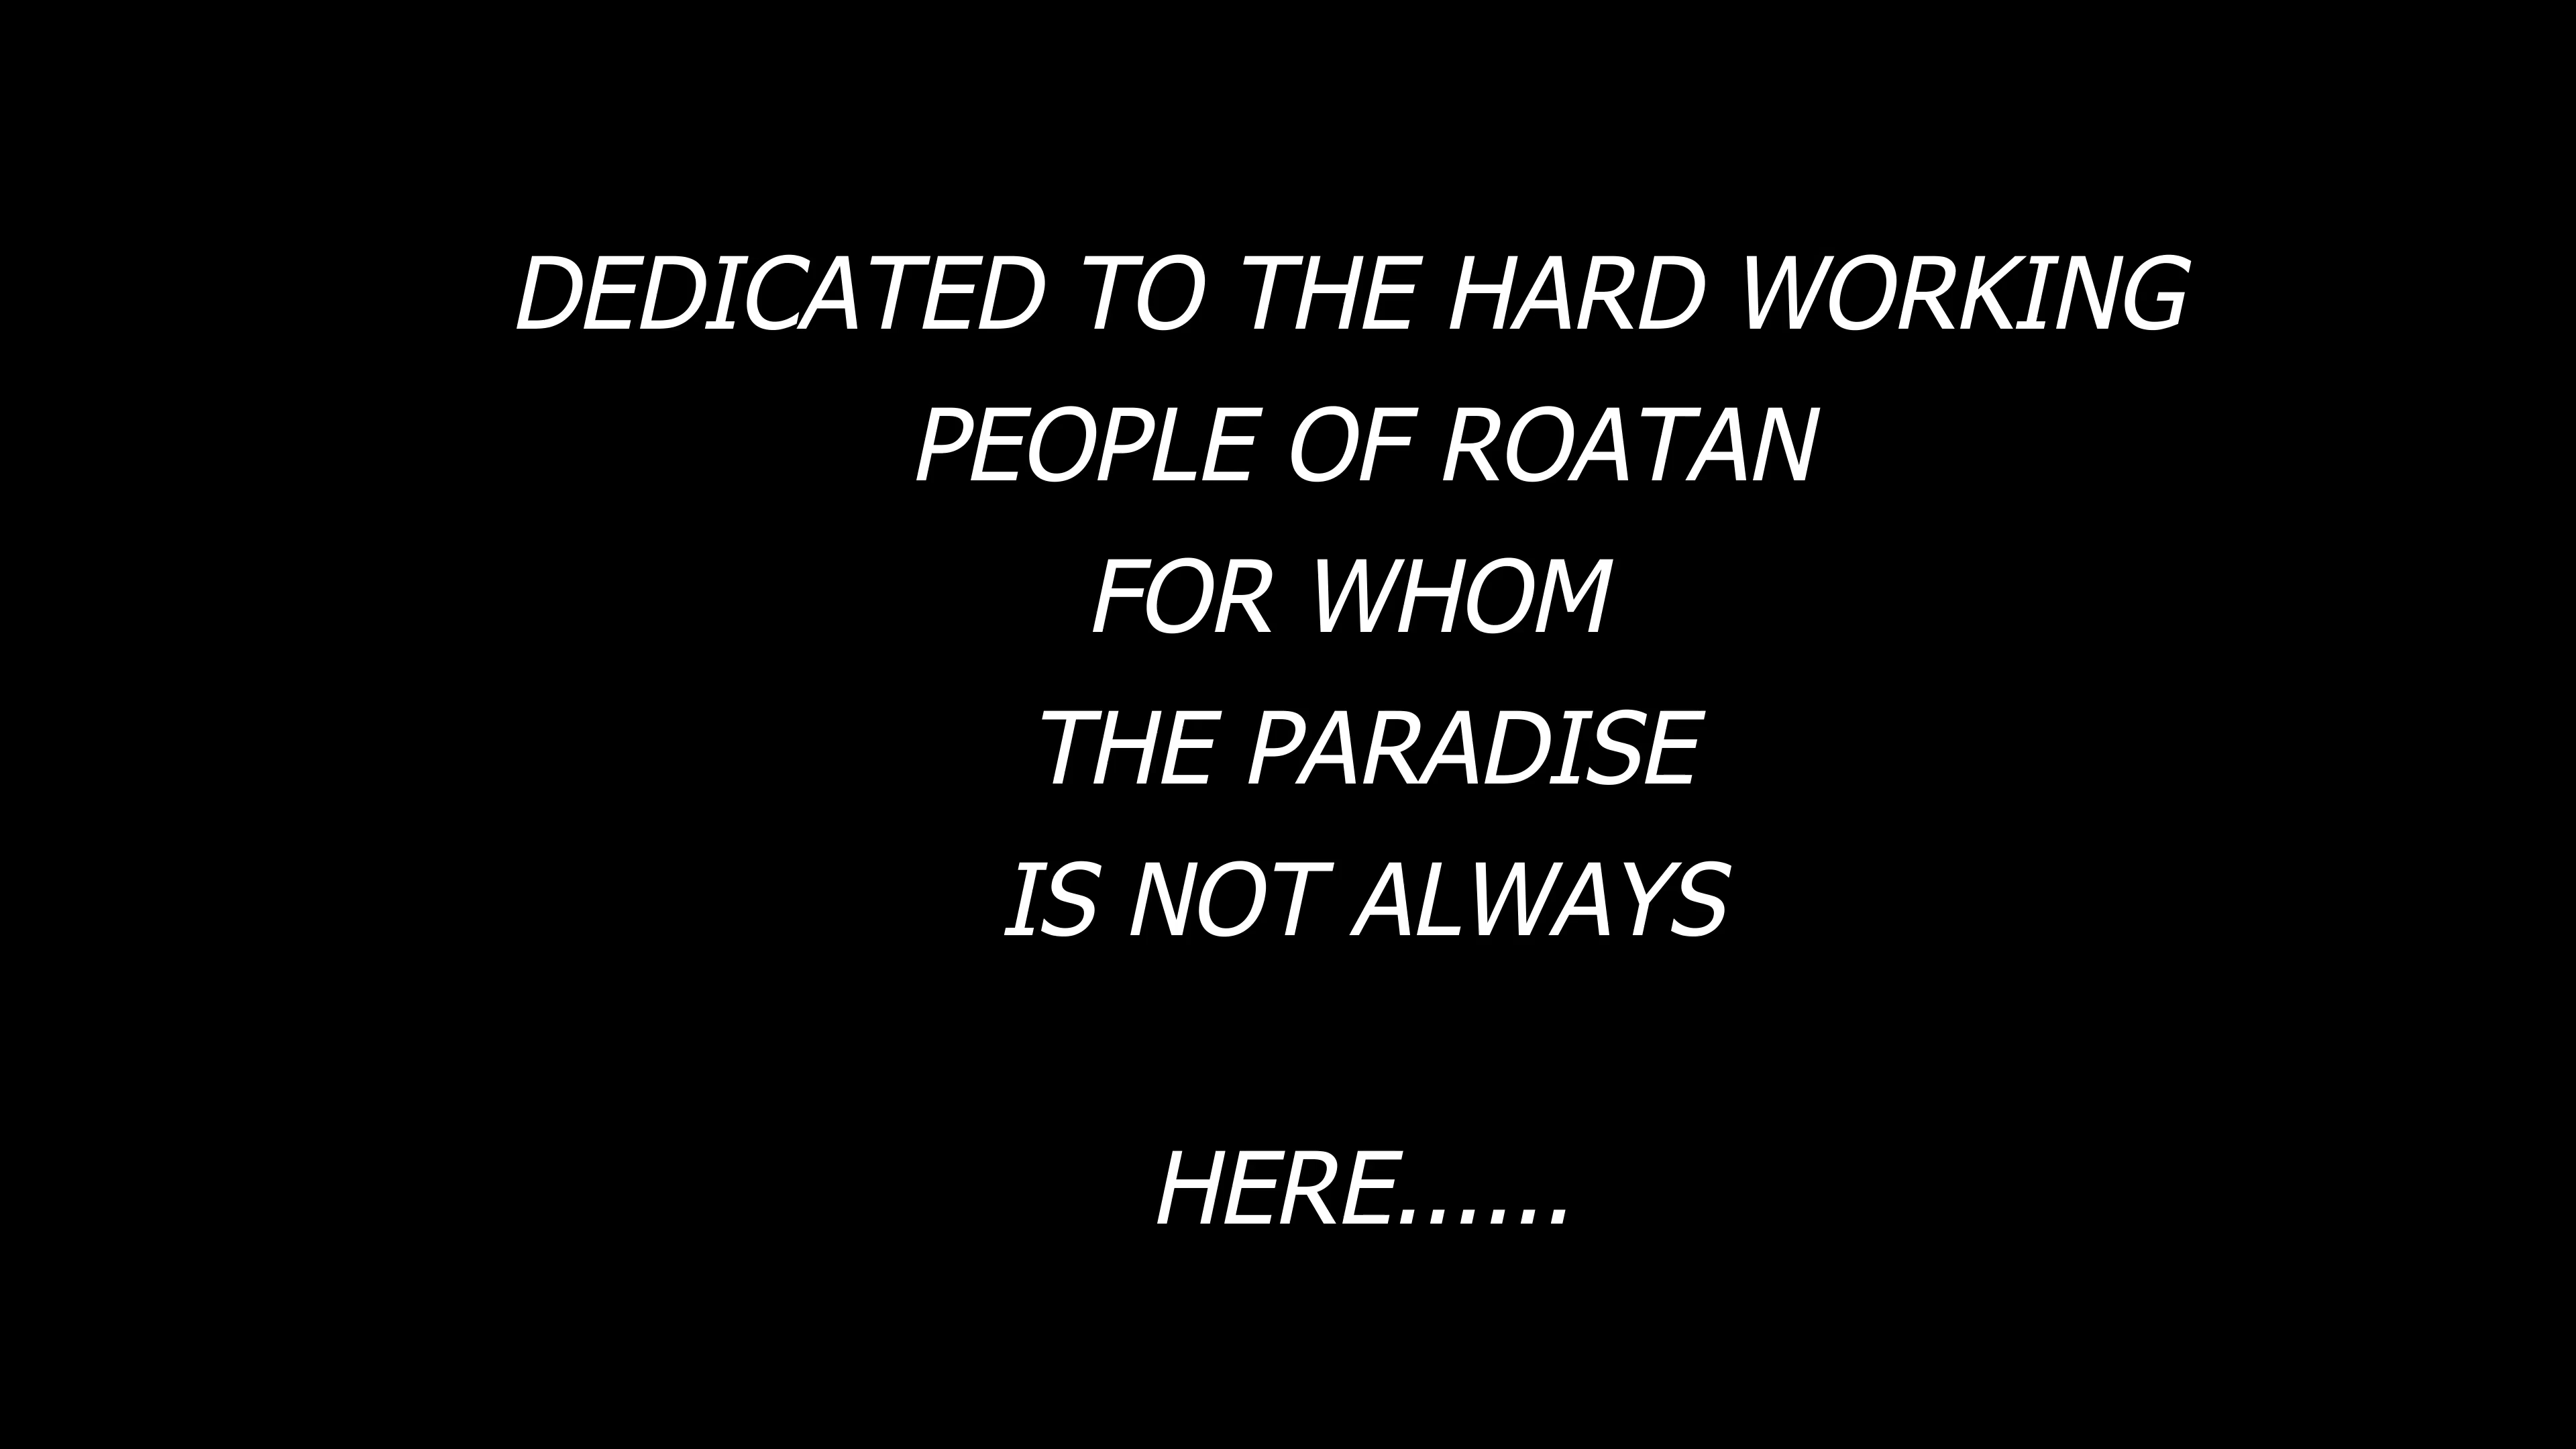 DEDICATED TO THE HARD WORKING
PEOPLE OF ROATAN
FOR WHOM
THE PARADISE
IS NOT ALWAYS
HERE......